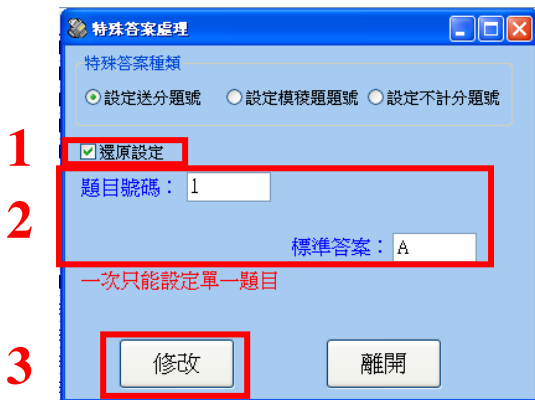 特殊答案處理
特殊答案種類
設定送分題號 設定模稜題題號 設定不計分題號
1
還原設定
題目號碼： 1
2
標準答案： A
一次只能設定單一題目
3
修改 離開